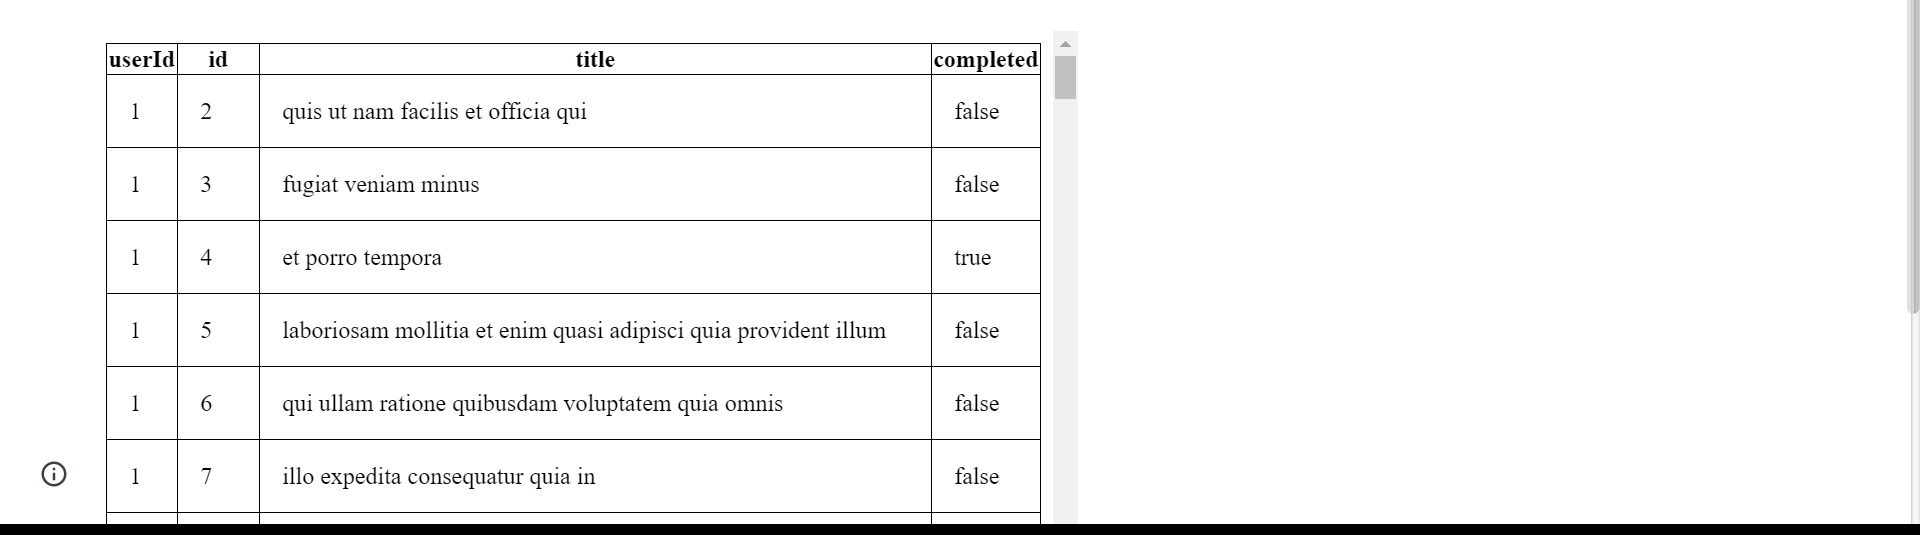 userId id title completed
1 2 quis ut nam facilis et officia qui false
1 3 fugiat veniam minus false
1 4 et porro tempora true
1 5 laboriosam mollitia et enim quasi adipisci quia provident illum false
1 6 qui ullam ratione quibusdam voluptatem quia omnis false
1 7 illo expedita consequatur quia in false